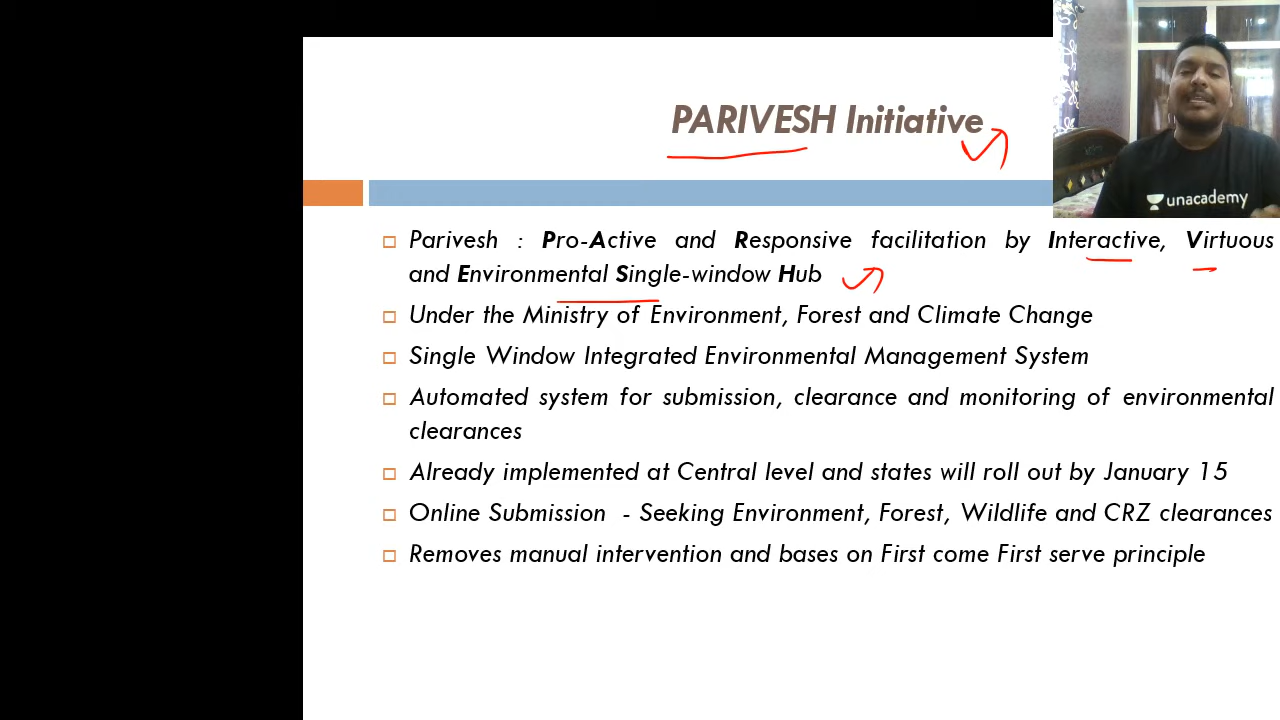 PARIVESH Initiative
unacademy
Parivesh : Pro-Active and Responsive facilitation by Interactive, Virtuous
and Environmental Single-window Hub
Under the Ministry of Environment, Forest and Climate Change
Single Window Integrated Environmental Management System
Automated system for submission, clearance and monitoring of environmental
clearances
Already implemented at Central level and states will roll out by January 15
Online Submission - Seeking Environment, Forest, Wildlife and CRZ clearances
Removes manual intervention and bases on First come First serve principle